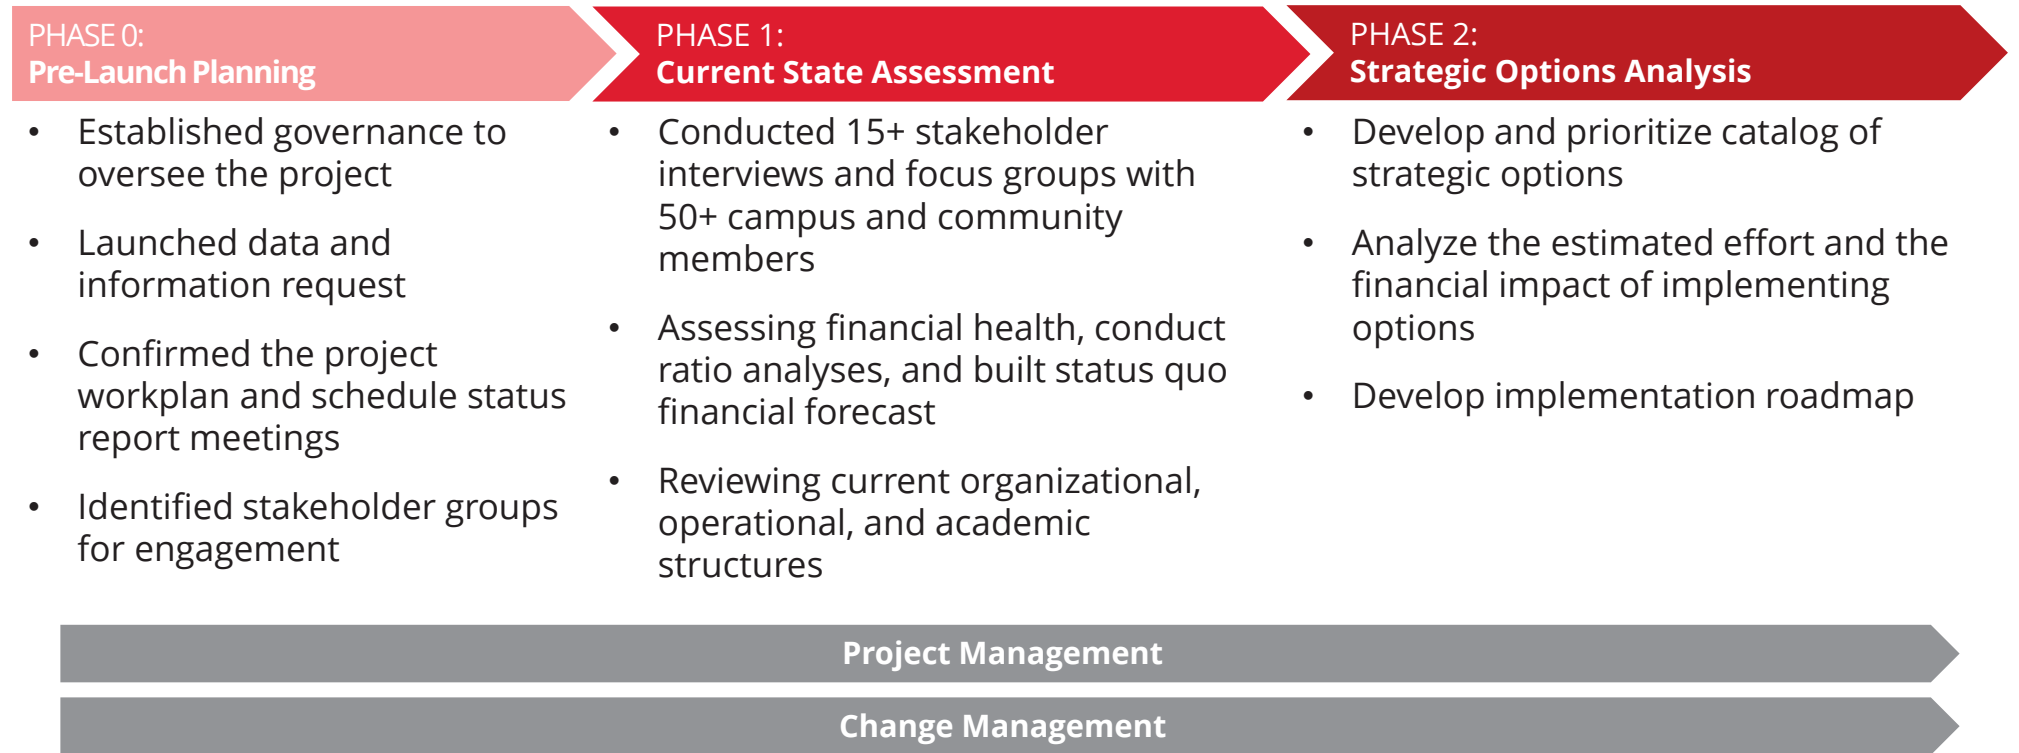 PHASE 0:
Pre-Launch Planning
• Established governance to
oversee the project
• Launched data and
information request
• Confirmed the project
workplan and schedule status
report meetings
• Identified stakeholder groups
for engagement
PHASE 1:
Current State Assessment
• Conducted 15+ stakeholder
interviews and focus groups with
50+ campus and community
members
• Assessing financial health, conduct
ratio analyses, and built status quo
financial forecast
• Reviewing current organizational,
operational, and academic
structures
PHASE 2:
Strategic Options Analysis
• Develop and prioritize catalog of
strategic options
• Analyze the estimated effort and the
financial impact of implementing
options
• Develop implementation roadmap
Project Management
Change Management